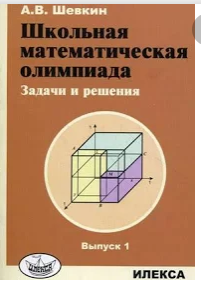 А.В. Шевкин
Школьная
математическая
олимпиада
Задачи и решения
Выпуск 1
ИЛЕКСА